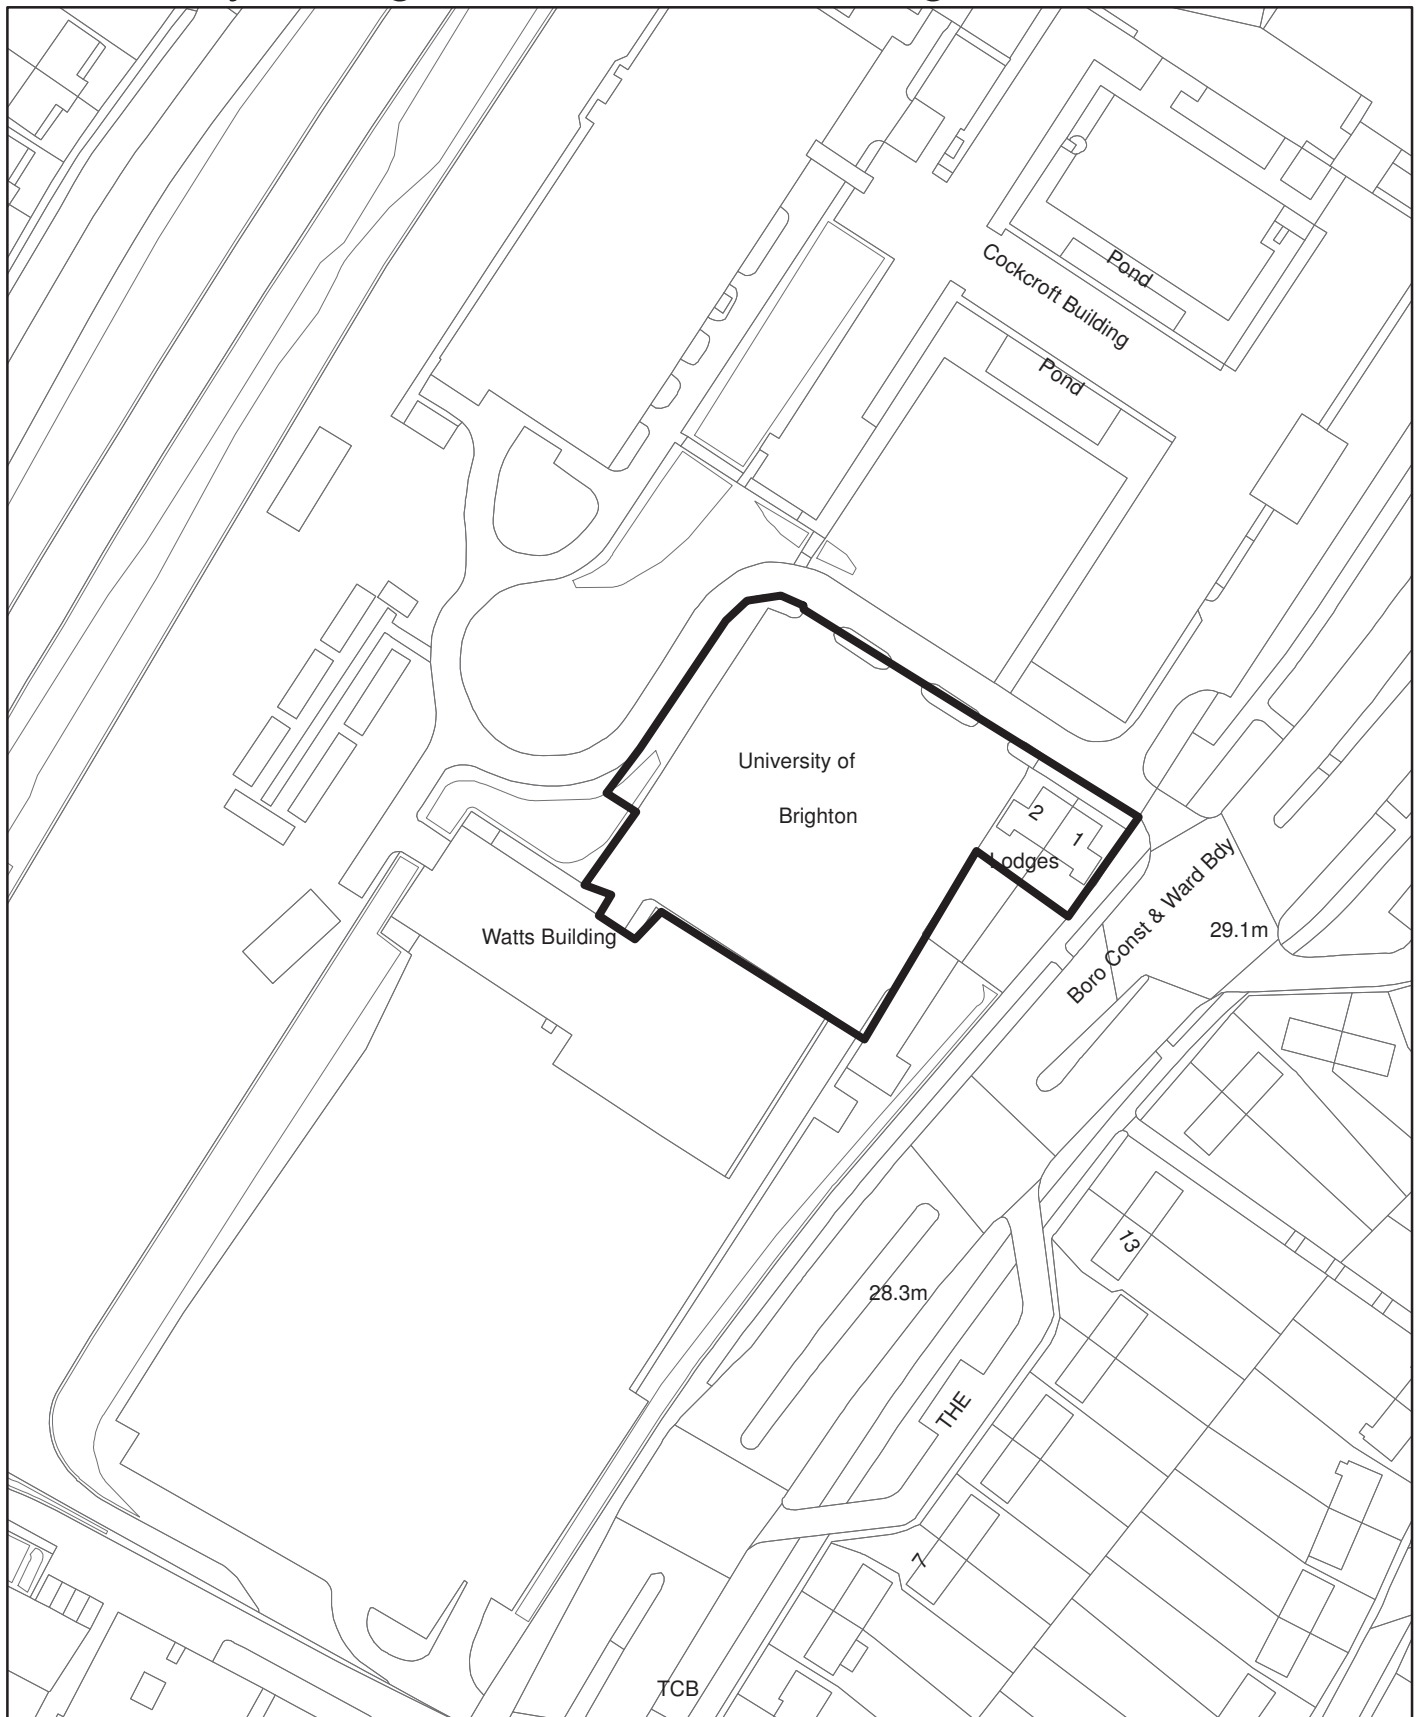 Pond
Cockcroft Building
Pond
University of
Brighton
2
1
Lodges
Boro Const & Ward Bdy
29.1m
Watts Building
13
28.3m
THE
7
TCB